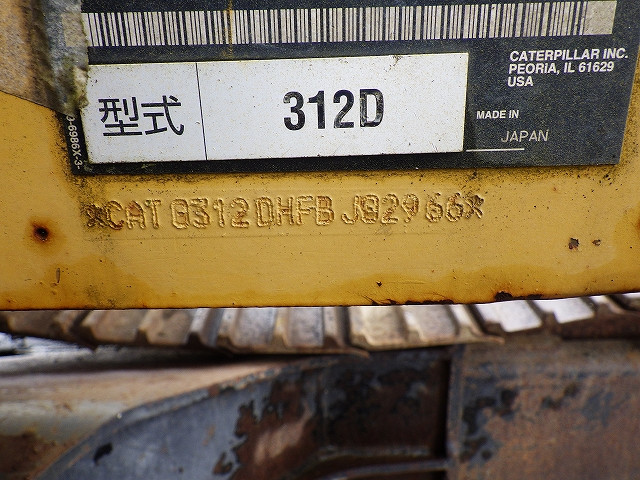 CATERPILLAR INC.
PEORIA, IL 61629
USA
型式 312D
MADE IN
JAPAN
*CAT0312DHFBJ02966*